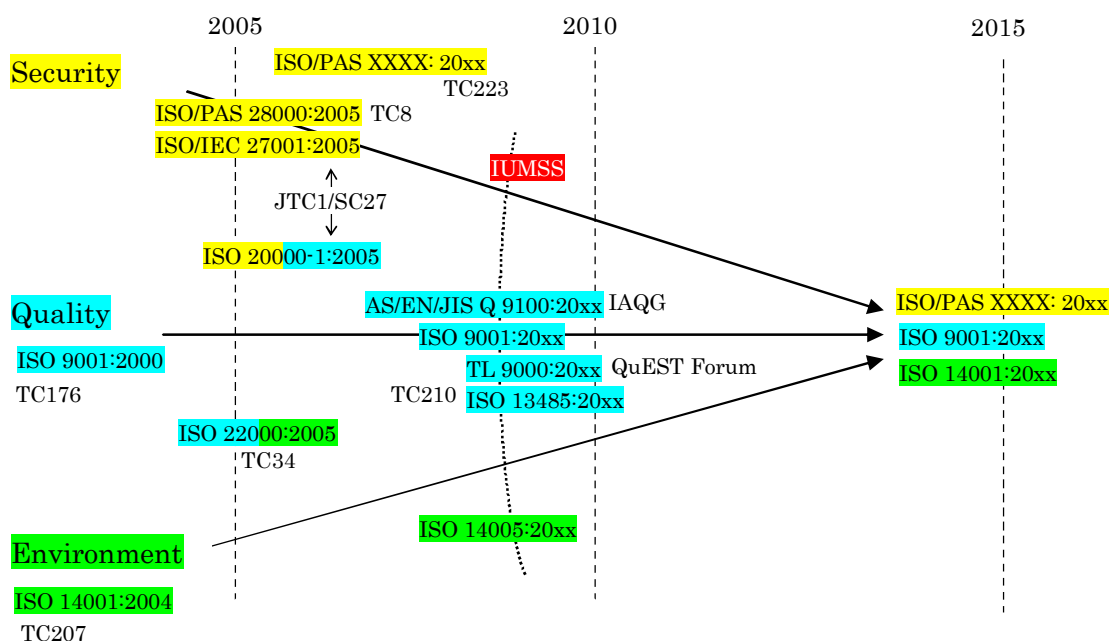 2005
2010
2015
Security
ISO/PAS XXXX: 20xx
TC223
ISO/PAS 28000:2005
TC8
ISO/IEC 27001:2005
IUMSS
JTC1/SC27
ISO 20000-1:2005
Quality
AS/EN/JIS Q 9100:20xx
IAQG
ISO/PAS XXXX: 20xx
ISO 9001:20xx
ISO 9001:20xx
ISO 9001:2000
TL 9000:20xx
QuEST Forum
ISO 14001:20xx
TC176
TC210
ISO 13485:20xx
ISO 22000:2005
TC34
ISO 14005:20xx
Environment
ISO 14001:2004
TC207